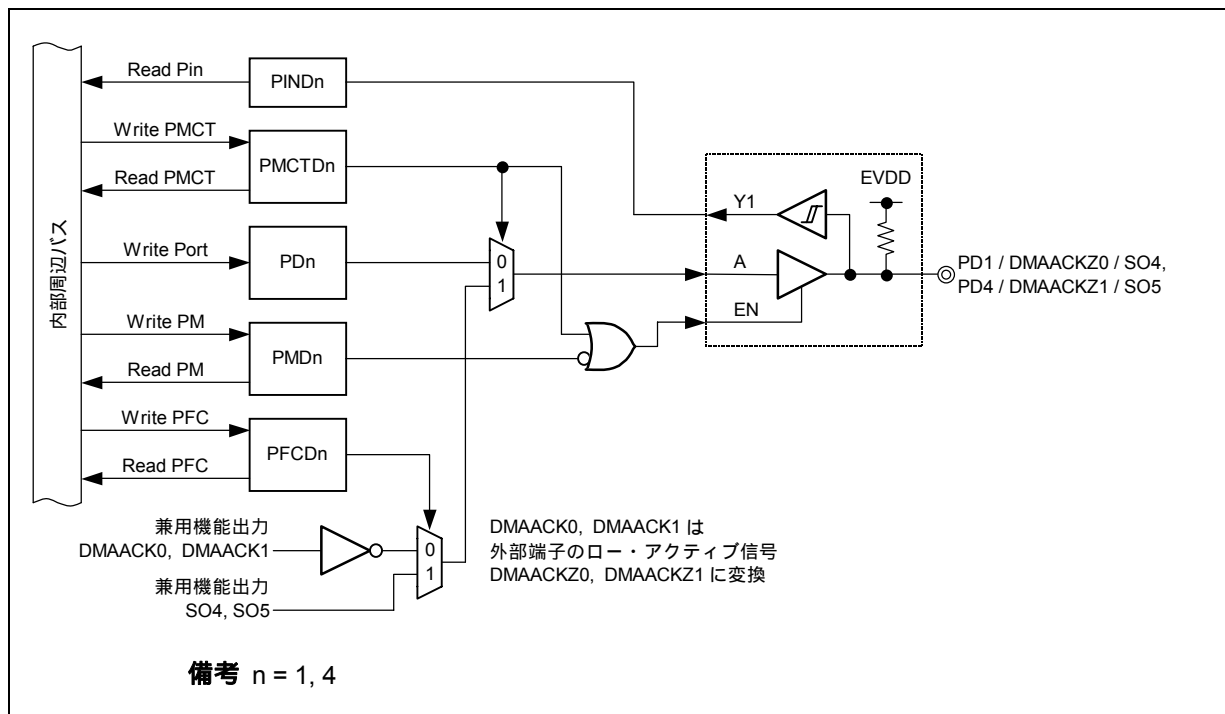 内部周辺バス
Read Pin
PINDn
Write PMCT
PMCTDn
Read PMCT
Write Port
PDn
Write PM
PMDn
Read PM
Write PFC
PFCDn
Read PFC
0
1
EVDD
Y1
A
EN
PD1 / DMAACKZ0 / SO4,
PD4 / DMAACKZ1 / SO5
兼用機能出力
DMAACK0, DMAACK1
兼用機能出力
SO4, SO5
0
1
DMAACK0, DMAACK1 は
外部端子のロー・アクティブ信号
DMAACKZ0, DMAACKZ1 に変換
備考 n = 1, 4